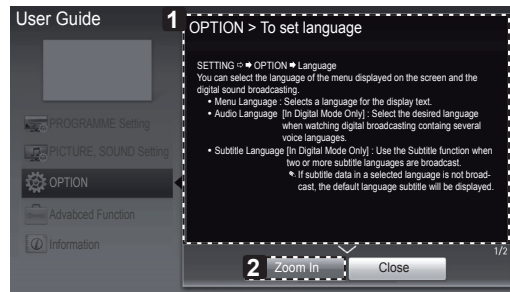 User Guide
1
OPTION > To set language
SETTING ⇨ ➡ OPTION ➡ Language
You can select the language of the menu displayed on the screen and the
digital sound broadcasting.
• Menu Language : Selects a language for the display text.
• Audio Language [In Digital Mode Only] : Select the desired language
when watching digital broadcasting containg several
voice languages.
• Subtitle Language [In Digital Mode Only] : Use the Subtitle function when
two or more subtitle languages are broadcast.
✎ If subtitle data in a selected language is not broad-
cast, the default language subtitle will be displayed.
PROGRAMME Setting
PICTURE, SOUND Setting
OPTION
Advabced Function
Information
1/2
2
Zoom In
Close